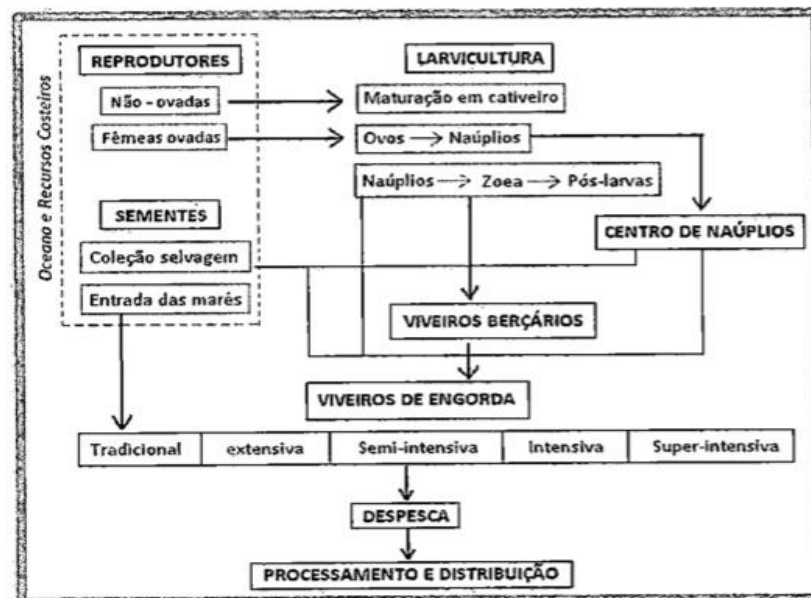 Oceano e Recursos Costeiros
REPRODUTORES
Não - ovadas
Fêmeas ovadas
SEMENTES
Coleção selvagem
Entrada das marés
LARVICULTURA
Maturação em cativeiro
Ovos → Naúplios
Naúplios → Zoea → Pós-larvas
CENTRO DE NAÚPLIOS
VIVEIROS BERÇÁRIOS
VIVEIROS DE ENGORDA
Tradicional extensiva Semi-intensiva Intensiva Super-intensiva
DESPESCA
PROCESSAMENTO E DISTRIBUIÇÃO